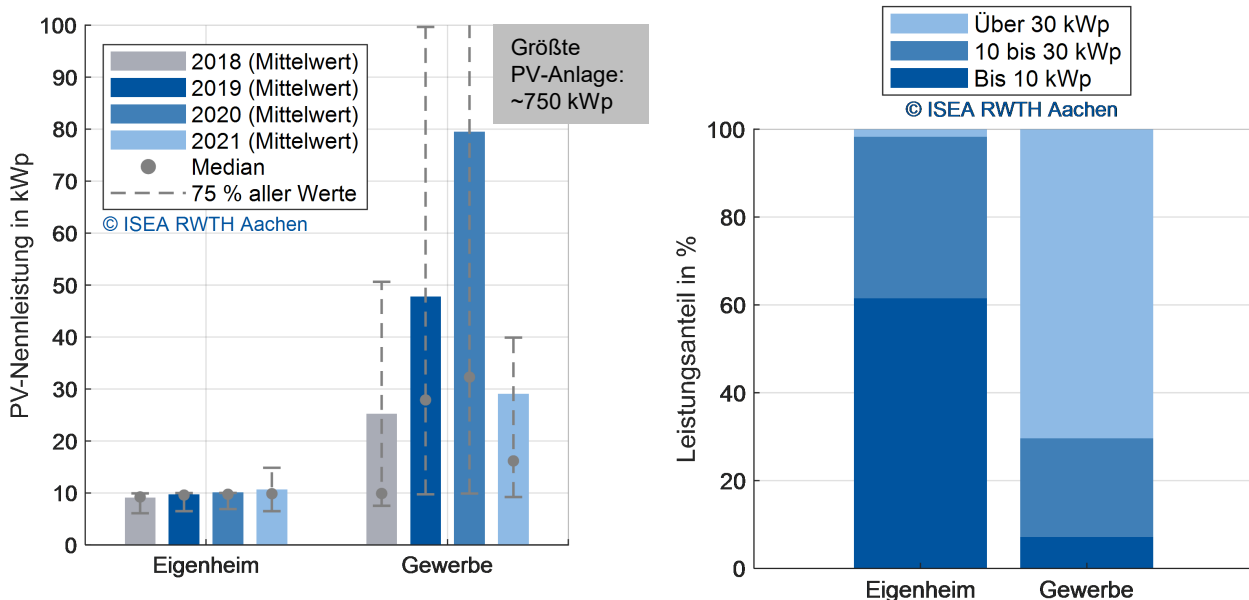 PV-Nennleistung in kWp
100
90
80
70
60
50
40
30
20
10
0
2018 (Mittelwert)
2019 (Mittelwert)
2020 (Mittelwert)
2021 (Mittelwert)
Median
75 % aller Werte
© ISEA RWTH Aachen
Größte
PV-Anlage:
~750 kWp
Eigenheim
Gewerbe
Über 30 kWp
10 bis 30 kWp
Bis 10 kWp
© ISEA RWTH Aachen
Leistungsanteil in %
100
80
60
40
20
0
Eigenheim
Gewerbe